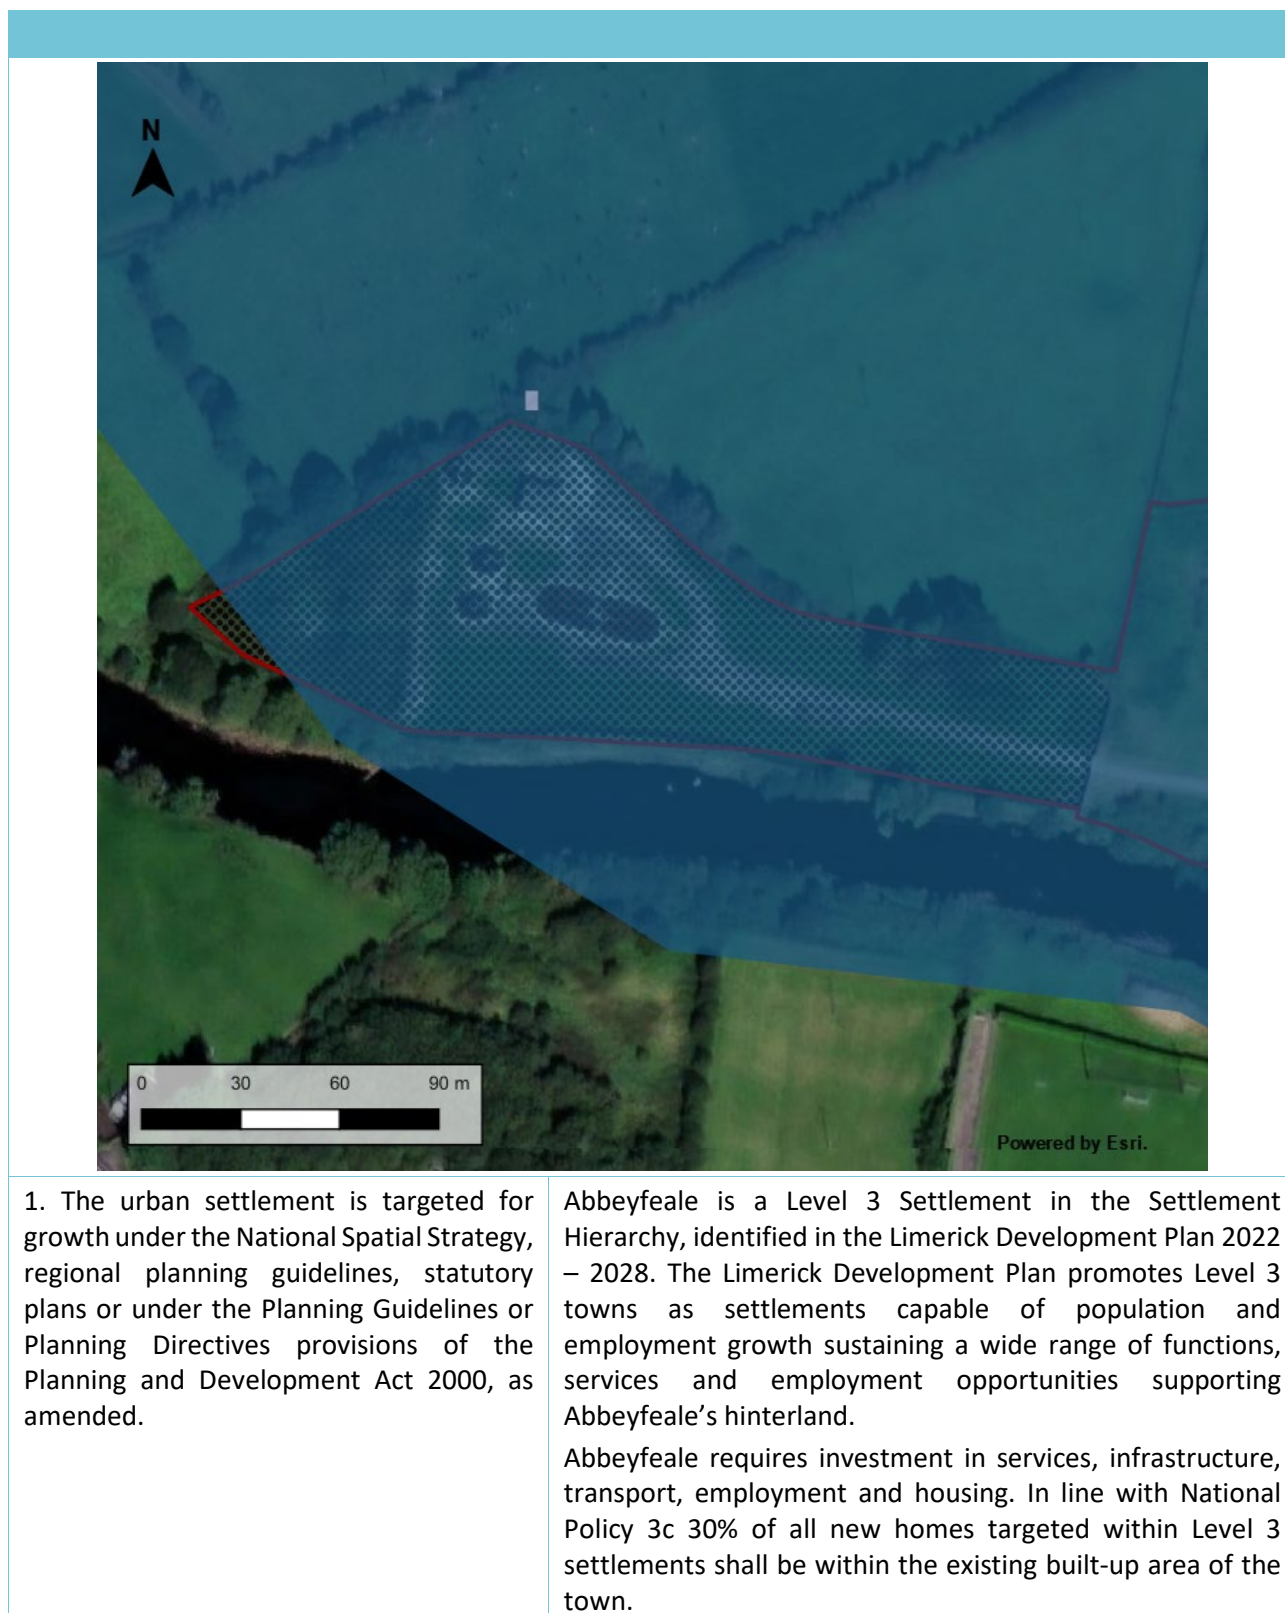 N
0 30 60 90 m
Powered by Esri.
1. The urban settlement is targeted for
growth under the National Spatial Strategy,
regional planning guidelines, statutory
plans or under the Planning Guidelines or
Planning Directives provisions of the
Planning and Development Act 2000, as
amended.
Abbeyfeale is a Level 3 Settlement in the Settlement
Hierarchy, identified in the Limerick Development Plan 2022
– 2028. The Limerick Development Plan promotes Level 3
towns as settlements capable of population and
employment growth sustaining a wide range of functions,
services and employment opportunities supporting
Abbeyfeale’s hinterland.
Abbeyfeale requires investment in services, infrastructure,
transport, employment and housing. In line with National
Policy 3c 30% of all new homes targeted within Level 3
settlements shall be within the existing built-up area of the
town.